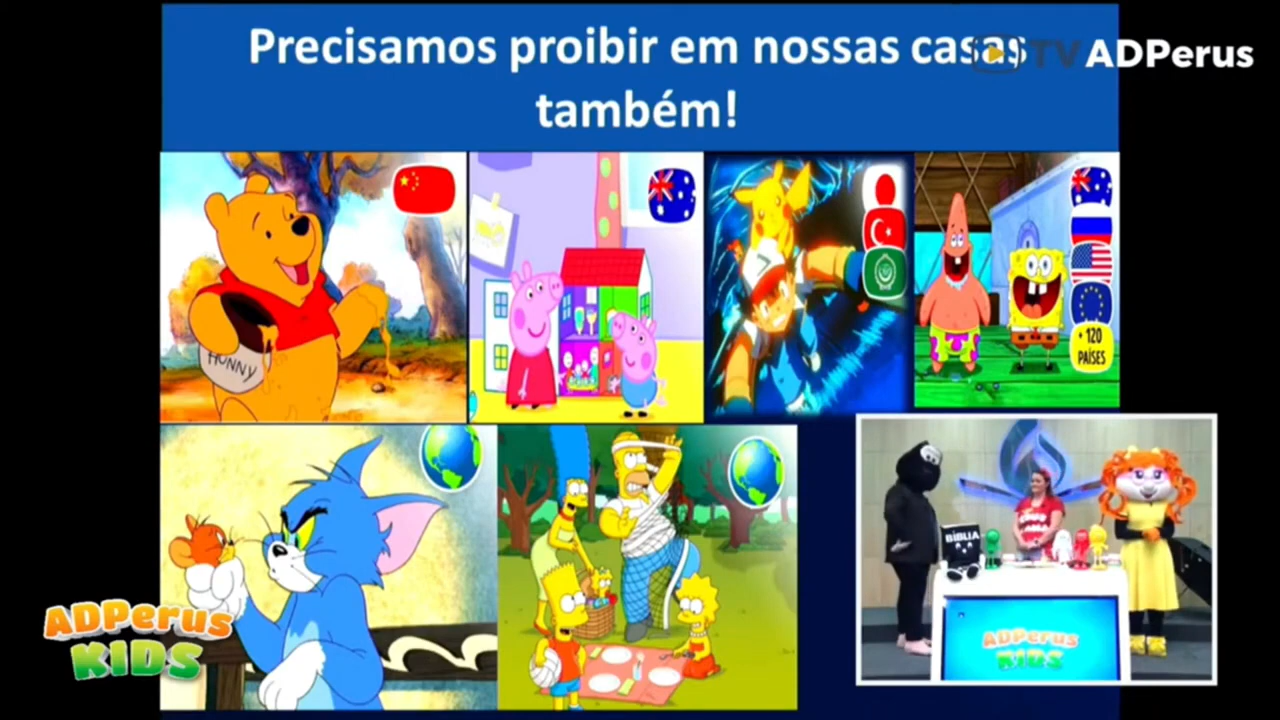 Precisamos proibir em nossas casas
também!
TV ADPerus
HUNNY
+ 120
PAÍSES
BÍBLIA
ADPerus
KIDS
ADPerus
KIDS